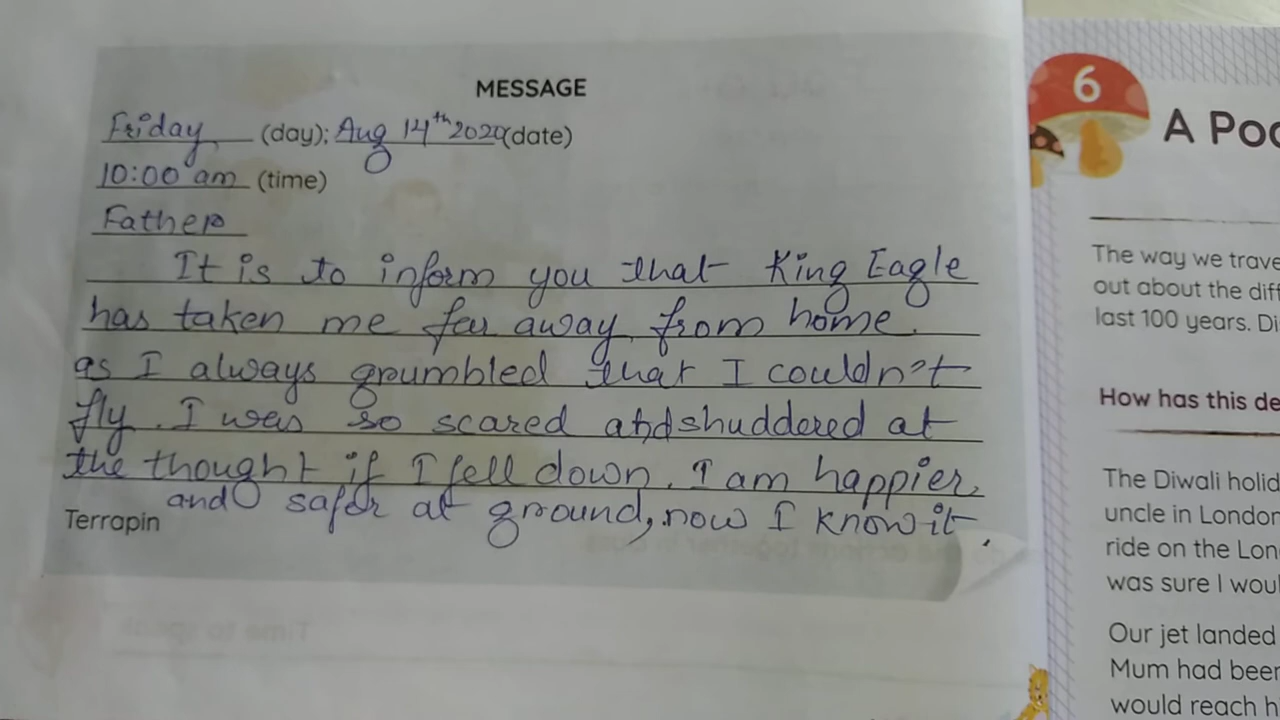 MESSAGE
Friday (day); Aug 14th 2020 (date)
10:00 am (time)
Father
It is to inform you that King Eagle
has taken me far away from home.
as I always grumbled that I couldn't
fly. I was so scared and shuddered at
the thought if I fell down. I am happier
and safer at ground, now I know it.
Terrapin
6
A Poc
The way we trave
out about the diff
last 100 years. Di
How has this de
The Diwali holid
uncle in London
ride on the Lon
was sure I woul
Our jet landed
Mum had been
would reach h